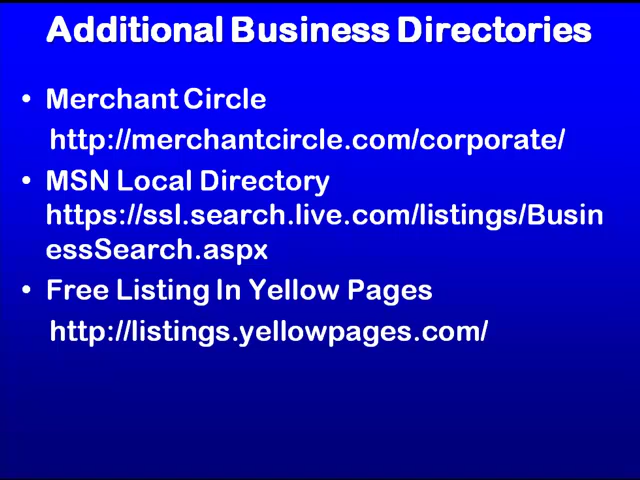 Additional Business Directories
• Merchant Circle
http://merchantcircle.com/corporate/
• MSN Local Directory
https://ssl.search.live.com/listings/Busin
essSearch.aspx
• Free Listing In Yellow Pages
http://listings.yellowpages.com/